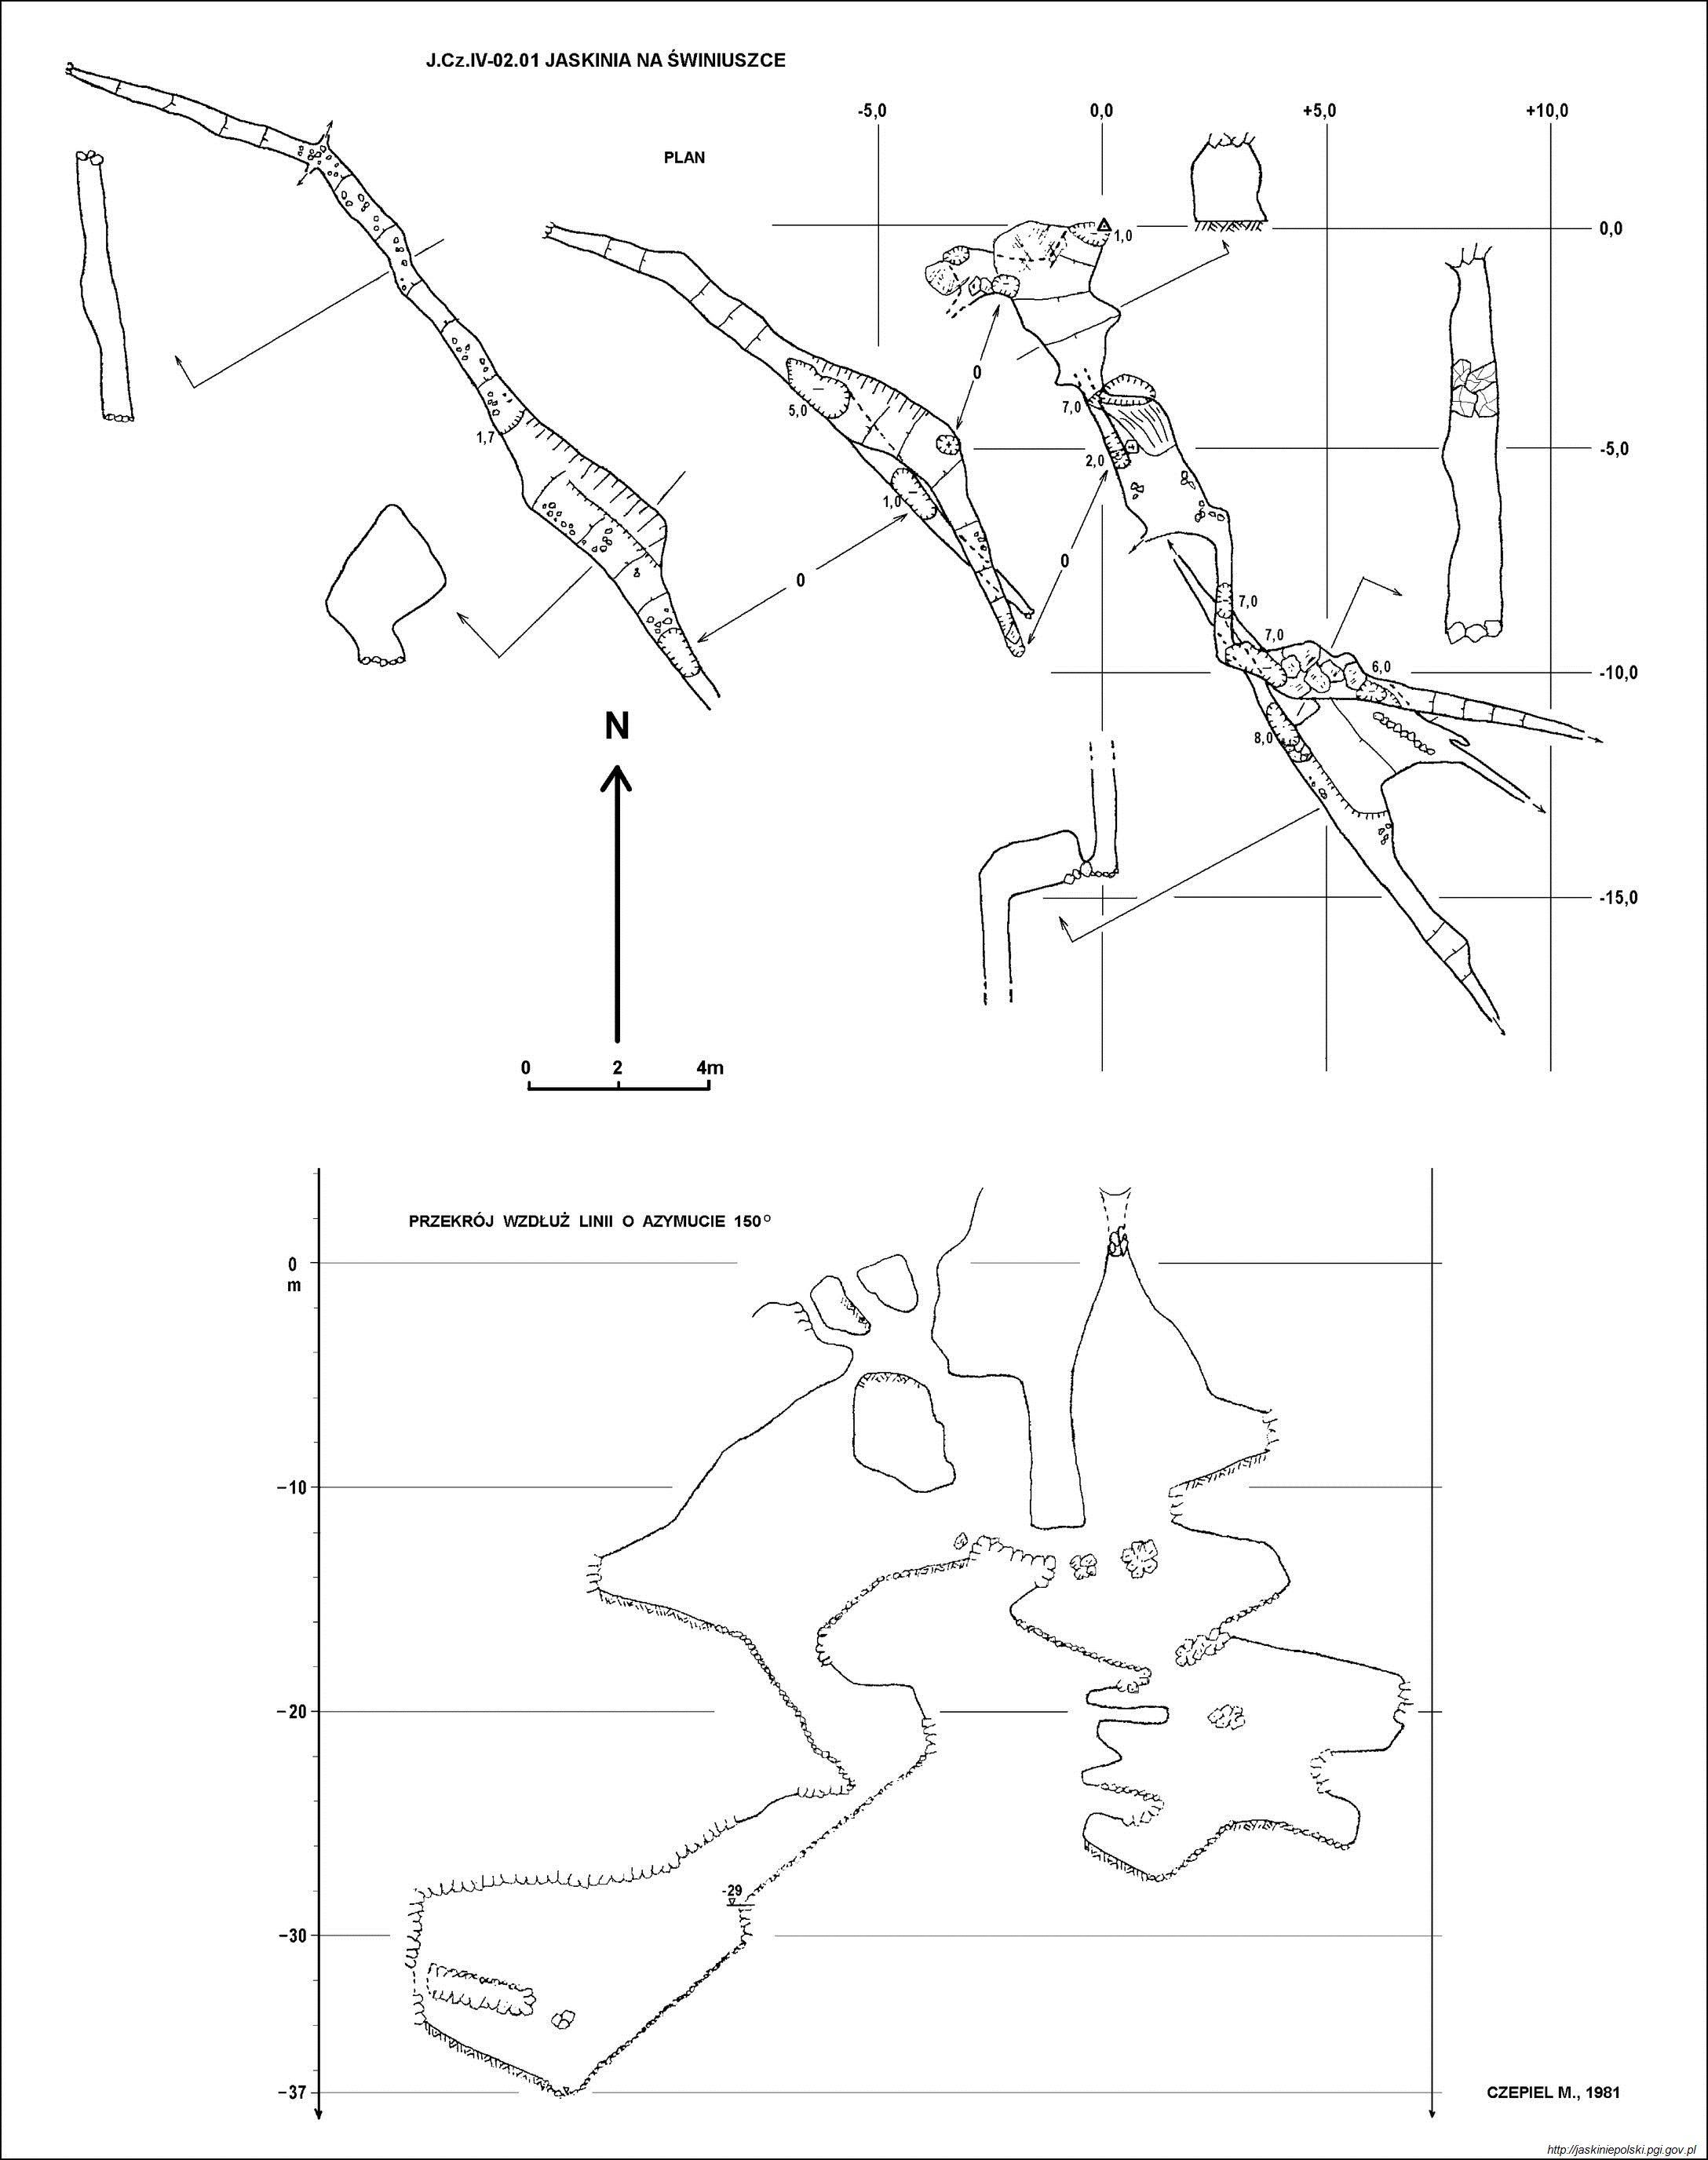 J.Cz.IV-02.01 JASKINIA NA ŚWINIUSZCE
-5,0 0,0 +5,0 +10,0
PLAN
0,0
1,0
0
5,0
7,0
1,7
2,0
-5,0
1,0
0
0
7,0
7,0
6,0
-10,0
8,0
N
-15,0
0 2 4m
PRZEKRÓJ WZDŁUŻ LINII O AZYMUCIE 150°
0
m
−10
−20
-29
−30
−37
CZEPIEL M., 1981
http://jaskiniepolski.pgi.gov.pl